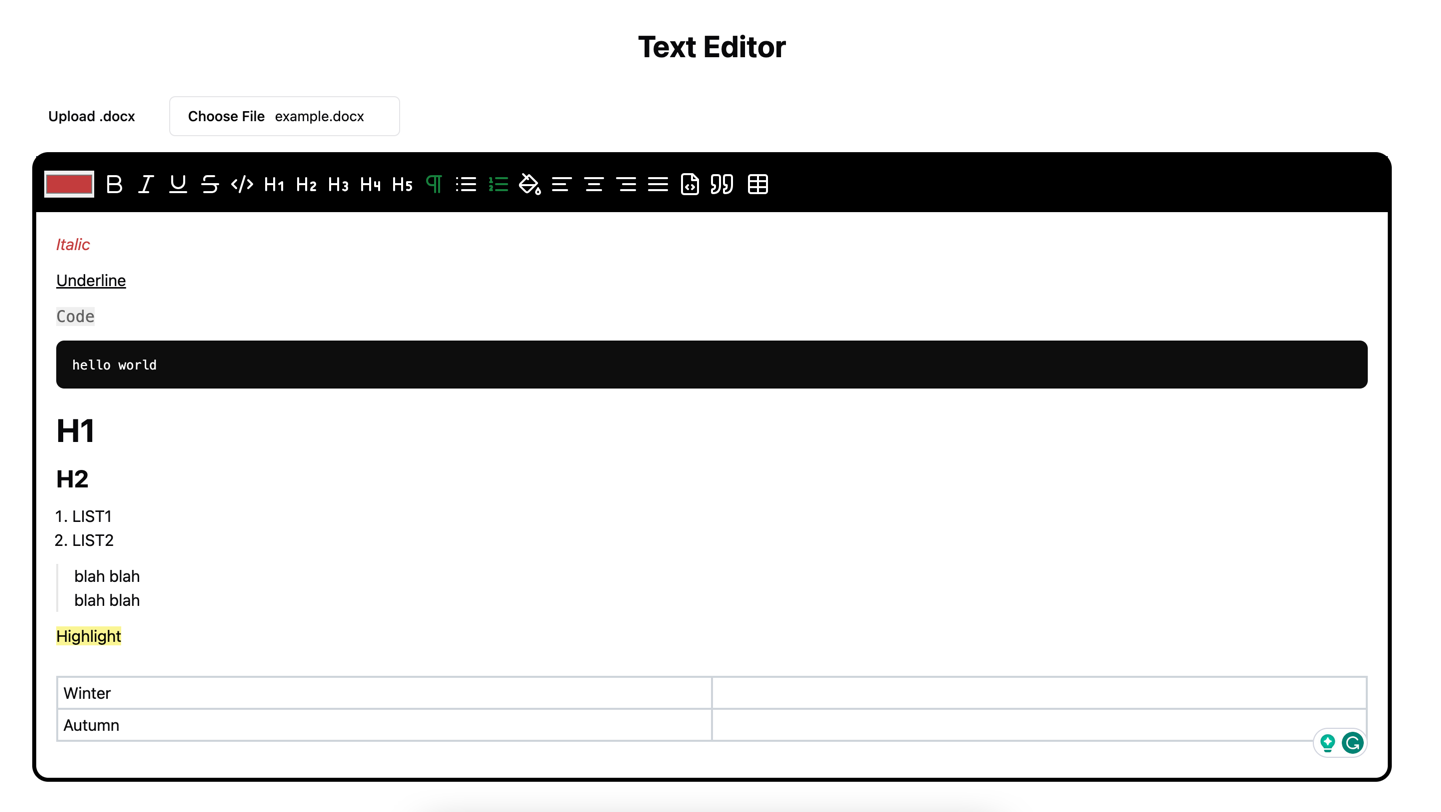 Text Editor
Upload .docx
Choose File example.docx
B I U S </> H1 H2 H3 H4 H5
Italic
Underline
Code
hello world
H1
H2
1. LIST1
2. LIST2
blah blah
blah blah
Highlight
Winter
Autumn